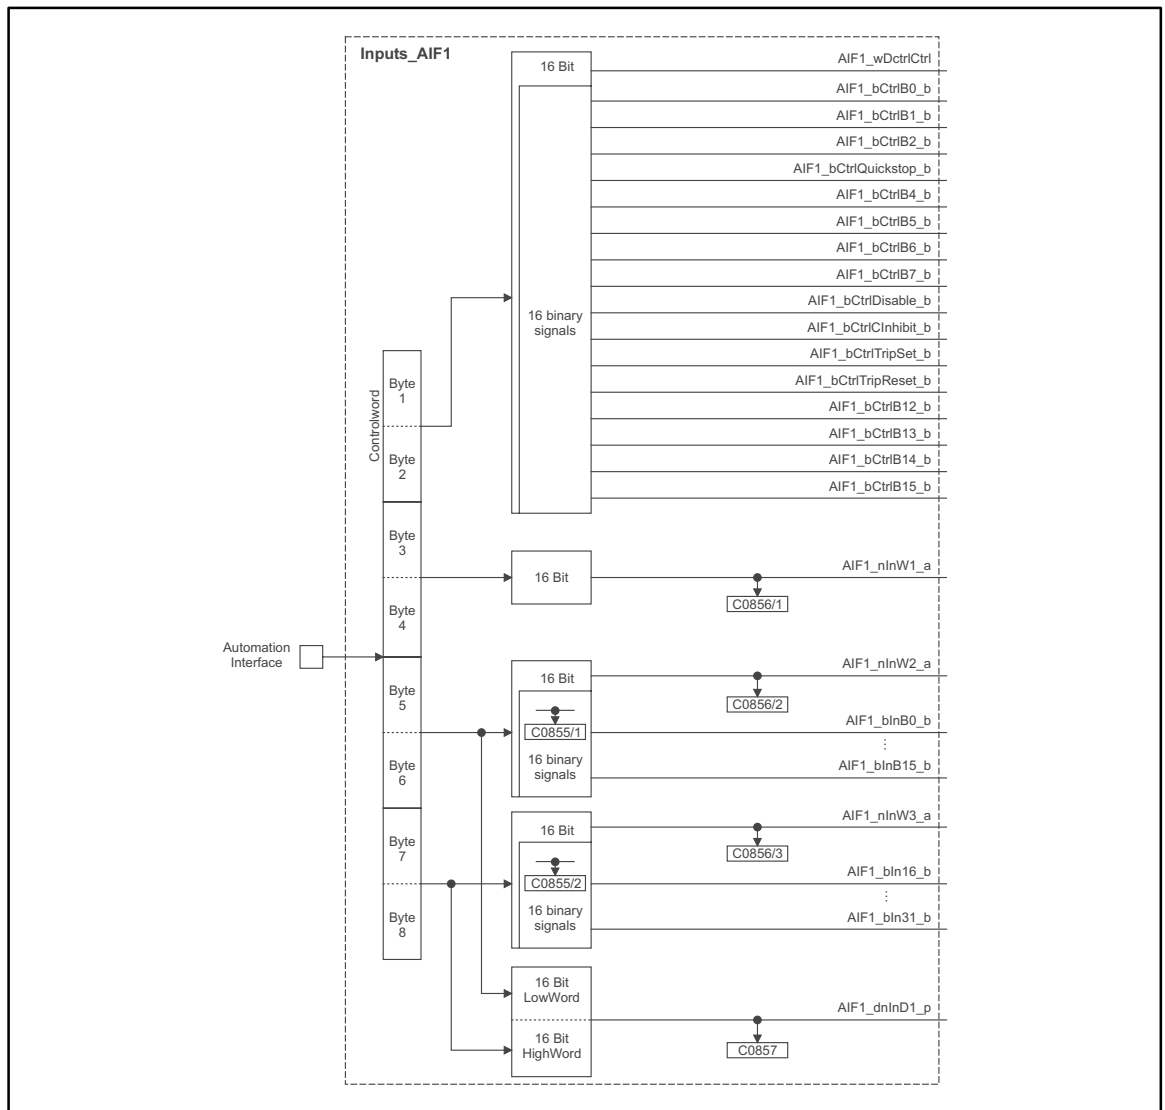 Inputs_AIF1
16 Bit
AIF1_wDctrlCtrl
AIF1_bCtrlB0_b
AIF1_bCtrlB1_b
AIF1_bCtrlB2_b
AIF1_bCtrlQuickstop_b
AIF1_bCtrlB4_b
AIF1_bCtrlB5_b
AIF1_bCtrlB6_b
AIF1_bCtrlB7_b
AIF1_bCtrlDisable_b
AIF1_bCtrlCInhibit_b
AIF1_bCtrlTripSet_b
AIF1_bCtrlTripReset_b
AIF1_bCtrlB12_b
AIF1_bCtrlB13_b
AIF1_bCtrlB14_b
AIF1_bCtrlB15_b
16 binary
signals
Controlword
Byte
1
Byte
2
Byte
3
Byte
4
Byte
5
Byte
6
Byte
7
Byte
8
Automation
Interface
16 Bit
AIF1_nInW1_a
C0856/1
16 Bit
AIF1_nInW2_a
C0856/2
C0855/1
16 binary
signals
AIF1_bInB0_b
⋮
AIF1_bInB15_b
16 Bit
AIF1_nInW3_a
C0856/3
C0855/2
16 binary
signals
AIF1_bIn16_b
⋮
AIF1_bIn31_b
16 Bit
LowWord
16 Bit
HighWord
AIF1_dnInD1_p
C0857